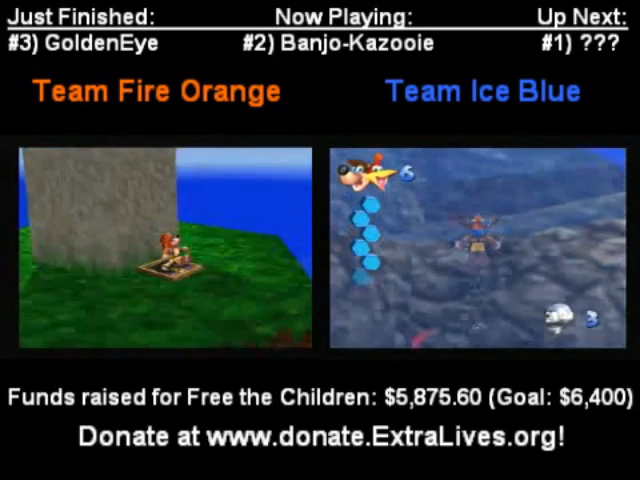 Just Finished: Now Playing: Up Next:
#3) GoldenEye #2) Banjo-Kazooie #1) ???
Team Fire Orange Team Ice Blue
6
3
Funds raised for Free the Children: $5,875.60 (Goal: $6,400)
Donate at www.donate.ExtraLives.org!